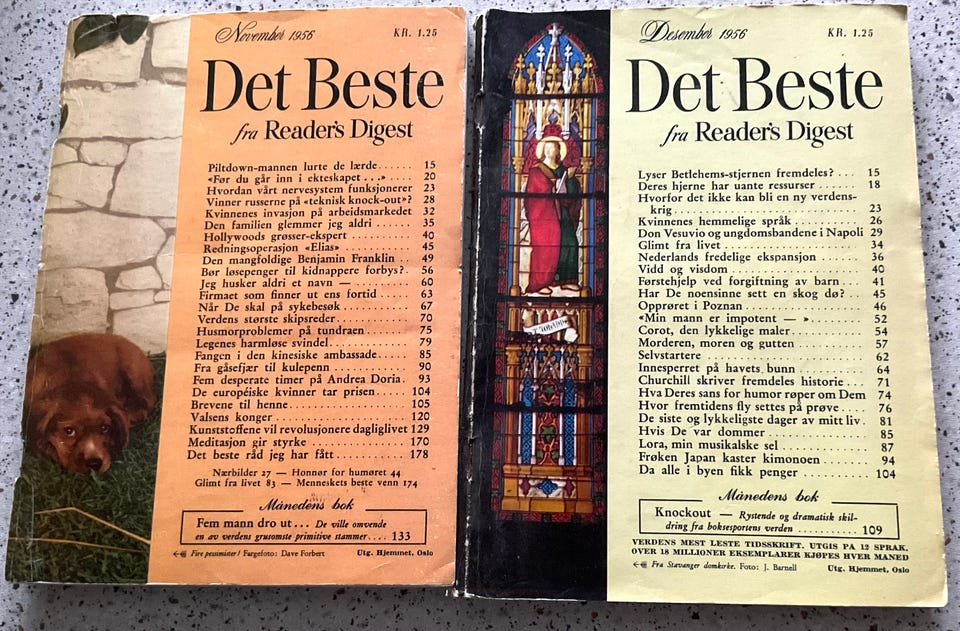 November 1956 KR. 1.25
Det Beste
fra Reader's Digest
Piltdown-mannen lurte de lærde...... 15
«Før du går inn i ekteskapet . . .» .... 20
Hvordan vårt nervesystem funksjonerer 23
Vinner russerne på «teknisk knock-out»? 28
Kvinnenes invasjon på arbeidsmarkedet 32
Den familien glemmer jeg aldri ...... 35
Hollywoods grøsser-ekspert .......... 40
Redningsoperasjon «Elias» .......... 45
Den mangfoldige Benjamin Franklin .. 49
Bør løsepenger til kidnappere forbys?. 56
Jeg husker aldri et navn — .......... 60
Firmaet som finner ut ens fortid ...... 63
Når De skal på sykebesøk .......... 67
Verdens største skipsreder .......... 70
Husmorproblemer på tundraen ........ 75
Legenes harmløse svindel ............ 79
Fangen i den kinesiske ambassade.... 85
Fra gåsefjær til kulepenn ............ 90
Fem desperate timer på Andrea Doria. 93
De européiske kvinner tar prisen.... 104
Brevene til henne .................. 105
Valsens konger .................... 120
Kunststoffene vil revolusjonere dagliglivet 129
Meditasjon gir styrke .............. 170
Det beste råd jeg har fått .......... 178
Nærbilder 27 — Honnør for humøret 44
Glimt fra livet 83 — Menneskets beste venn 174
Månedens bok
Fem mann dro ut... De ville omvende
en av verdens grusomste primitive stammer.... 133
Fire pessimister! Fargefoto: Dave Forbert Utg. Hjemmet, Oslo
Desember 1956 KR. 1.25
Det Beste
fra Reader's Digest
Lyser Betlehems-stjernen fremdeles? ... 15
Deres hjerne har uante ressurser ...... 18
Hvorfor det ikke kan bli en ny verdens-
krig .............................. 23
Kvinnenes hemmelige språk .......... 26
Don Vesuvio og ungdomsbandene i Napoli 29
Glimt fra livet .................... 34
Nederlands fredelige ekspansjon ...... 36
Vidd og visdom .................... 40
Førstehjelp ved forgiftning av barn.... 41
Har De noensinne sett en skog dø? .. 45
Opprøret i Poznan .................. 46
«Min mann er impotent — » .......... 52
Corot, den lykkelige maler .......... 54
Morderen, moren og gutten .......... 57
Selvstartere ...................... 62
Innesperret på havets bunn .......... 64
Churchill skriver fremdeles historie ... 71
Hva Deres sans for humor røper om Dem 74
Hvor fremtidens fly settes på prøve .... 76
De siste og lykkeligste dager av mitt liv. 81
Hvis De var dommer ................ 85
Lora, min musikalske sel ............ 87
Frøken Japan kaster kimonoen ........ 94
Da alle i byen fikk penger .......... 104
Månedens bok
Knockout — Rystende og dramatisk skil-
dring fra boksesportens verden .......... 109
VERDENS MEST LESTE TIDSSKRIFT. UTGIS PA 12 SPRAK.
OVER 18 MILLIONER EKSEMPLARER KJØPES HVER MANED
Fra Stavanger domkirke. Foto: J. Barnell Utg. Hjemmet, Oslo